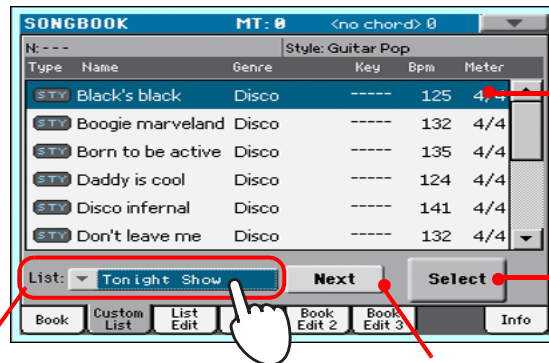 SONGBOOK MT: 0 <no chord> 0
N: - - - Style: Guitar Pop
Type Name Genre Key Bpm Meter
STY Black's black Disco ----- 125 4/4
STY Boogie marveland Disco ----- 132 4/4
STY Born to be active Disco ----- 135 4/4
STY Daddy is cool Disco ----- 124 4/4
STY Disco infernal Disco ----- 141 4/4
STY Don't leave me Disco ----- 132 4/4
List: Tonight Show Next Select
Book Custom List List Edit Book Edit 2 Book Edit 3 Info